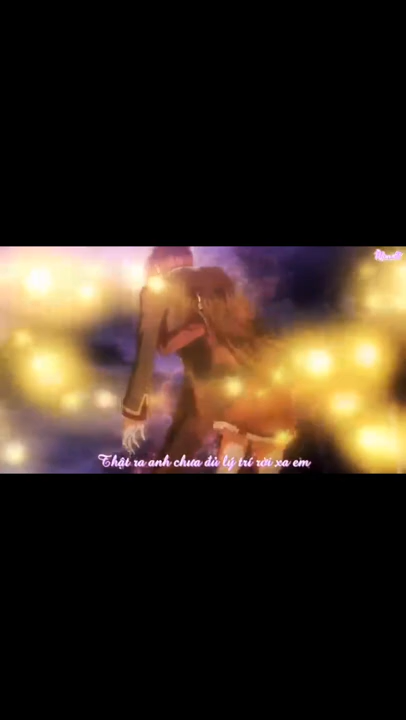 Thật ra anh chưa đủ lý trí rời xa em